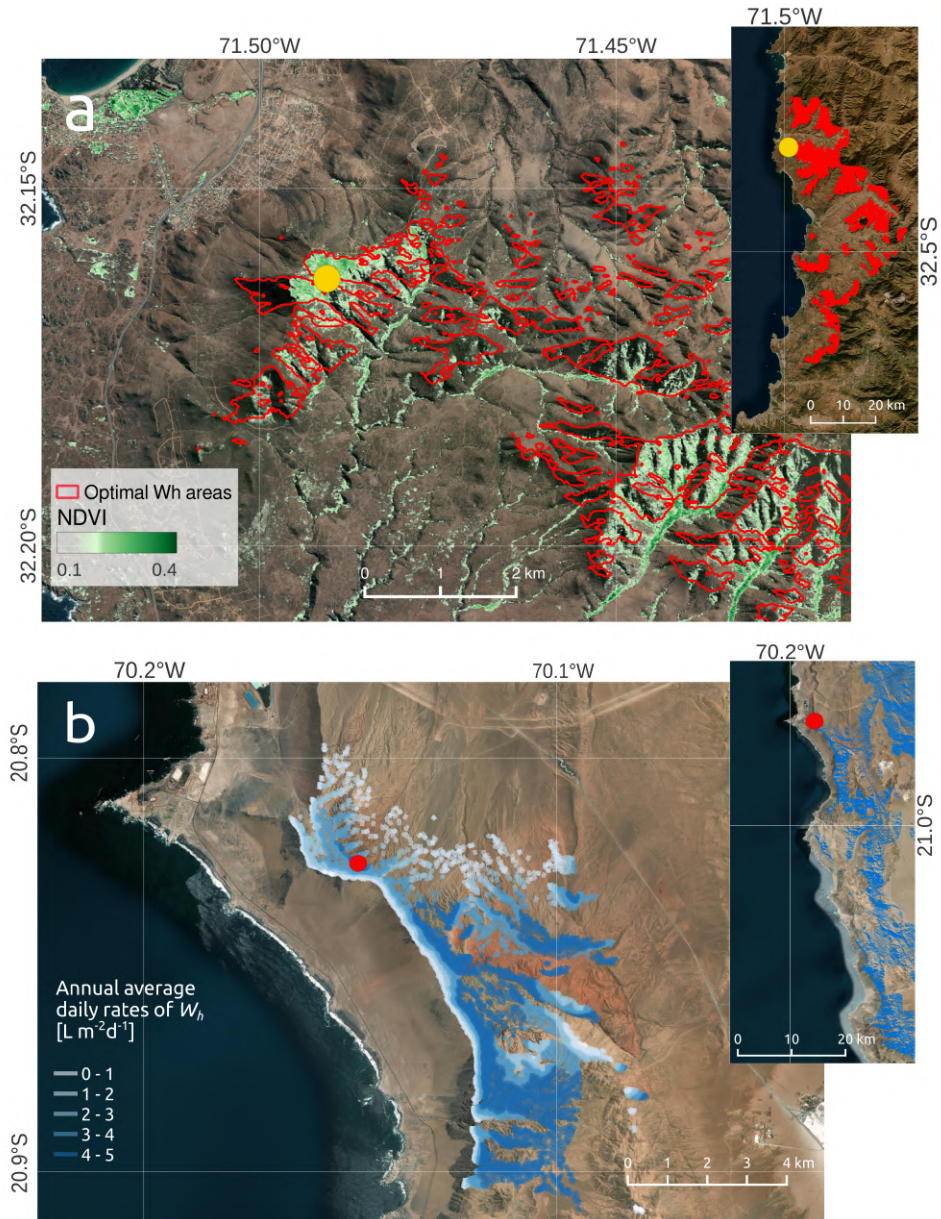 71.5°W
71.50°W 71.45°W
a
32.15°S
32.5°S
0 10 20 km
Optimal Wh areas
NDVI
0.1 0.4
32.20°S
0 1 2 km
70.2°W 70.1°W 70.2°W
b
20.8°S
21.0°S
Annual average
daily rates of Wh
[L m⁻²d⁻¹]
0 - 1
1 - 2
2 - 3
3 - 4
4 - 5
0 10 20 km
20.9°S
0 1 2 3 4 km